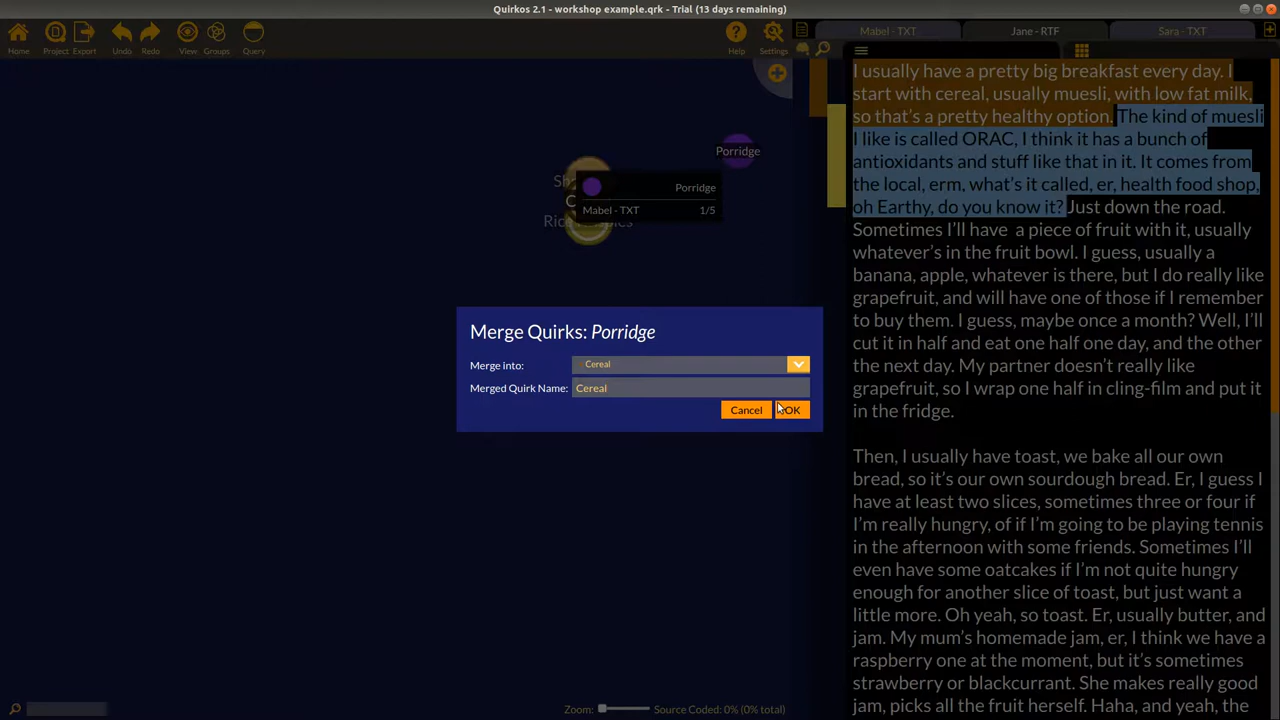 Quirkos 2.1 - workshop example.qrk - Trial (13 days remaining)
Home
Project
Export
Undo
Redo
View
Groups
Query
Help
Settings
Mabel - TXT
Jane - RTF
Sara - TXT
Porridge
Porridge
Mabel - TXT 1/5
Merge Quirks: Porridge
Merge into: Cereal
Merged Quirk Name: Cereal
Cancel
OK
I usually have a pretty big breakfast every day. I
start with cereal, usually muesli, with low fat milk,
so that's a pretty healthy option. The kind of muesli
I like is called ORAC, I think it has a bunch of
antioxidants and stuff like that in it. It comes from
the local, erm, what's it called, er, health food shop,
oh Earthy, do you know it? Just down the road.
Sometimes I'll have a piece of fruit with it, usually
whatever's in the fruit bowl. I guess, usually a
banana, apple, whatever is there, but I do really like
grapefruit, and will have one of those if I remember
to buy them. I guess, maybe once a month? Well, I'll
cut it in half and eat one half one day, and the other
the next day. My partner doesn't really like
grapefruit, so I wrap one half in cling-film and put it
in the fridge.
Then, I usually have toast, we bake all our own
bread, so it's our own sourdough bread. Er, I guess I
have at least two slices, sometimes three or four if
I'm really hungry, of if I'm going to be playing tennis
in the afternoon with some friends. Sometimes I'll
even have some oatcakes if I'm not quite hungry
enough for another slice of toast, but just want a
little more. Oh yeah, so toast. Er, usually butter, and
jam. My mum's homemade jam, er, I think we have a
raspberry one at the moment, but it's sometimes
strawberry or blackcurrant. She makes really good
jam, picks all the fruit herself. Haha, and yeah, the
Zoom:
Source Coded: 0% (0% total)